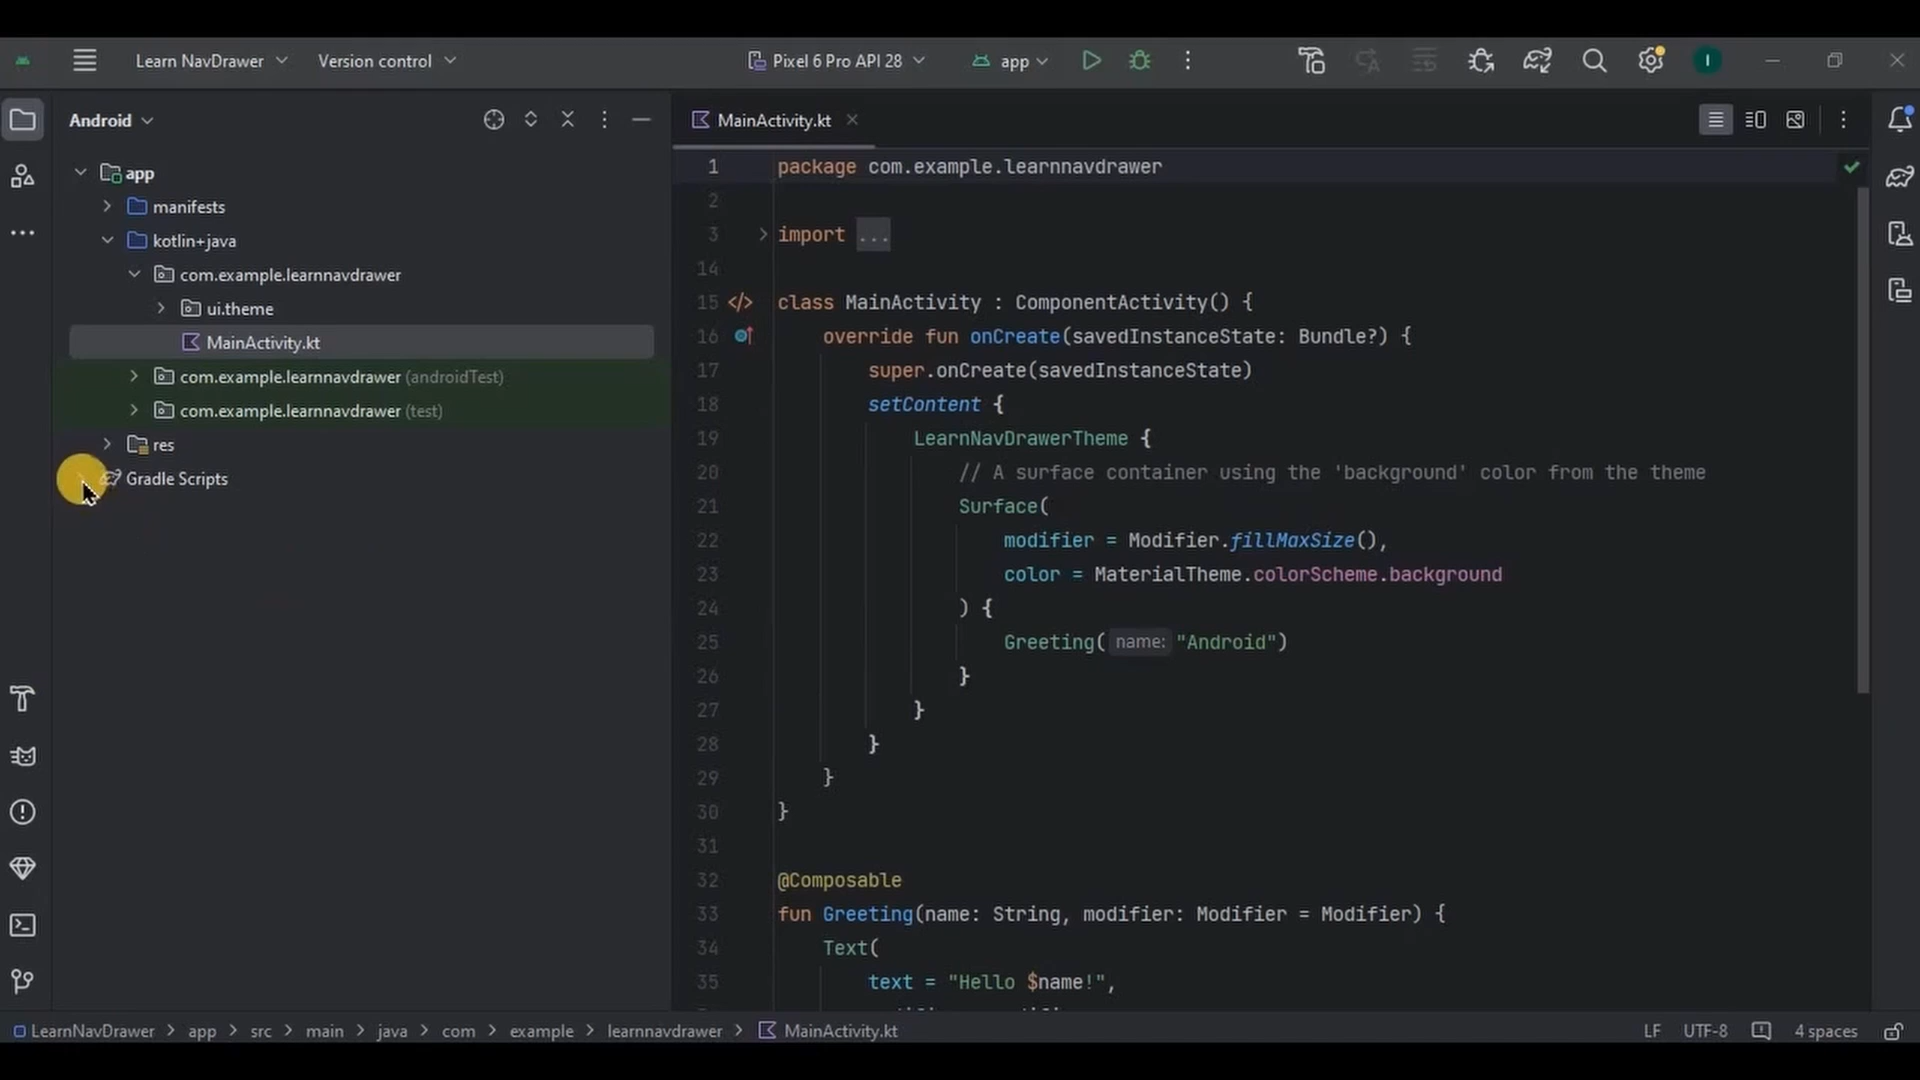 Learn NavDrawer
Version control
Pixel 6 Pro API 28
app
I
Android
app
manifests
kotlin+java
com.example.learnnavdrawer
ui.theme
MainActivity.kt
com.example.learnnavdrawer (androidTest)
com.example.learnnavdrawer (test)
res
Gradle Scripts
MainActivity.kt
1 package com.example.learnnavdrawer
2
3 import ...
14
15 class MainActivity : ComponentActivity() {
16 override fun onCreate(savedInstanceState: Bundle?) {
17 super.onCreate(savedInstanceState)
18 setContent {
19 LearnNavDrawerTheme {
20 // A surface container using the 'background' color from the theme
21 Surface(
22 modifier = Modifier.fillMaxSize(),
23 color = MaterialTheme.colorScheme.background
24 ) {
25 Greeting( name: "Android")
26 }
27 }
28 }
29 }
30 }
31
32 @Composable
33 fun Greeting(name: String, modifier: Modifier = Modifier) {
34 Text(
35 text = "Hello $name!",
LearnNavDrawer > app > src > main > java > com > example > learnnavdrawer > MainActivity.kt
LF UTF-8 4 spaces